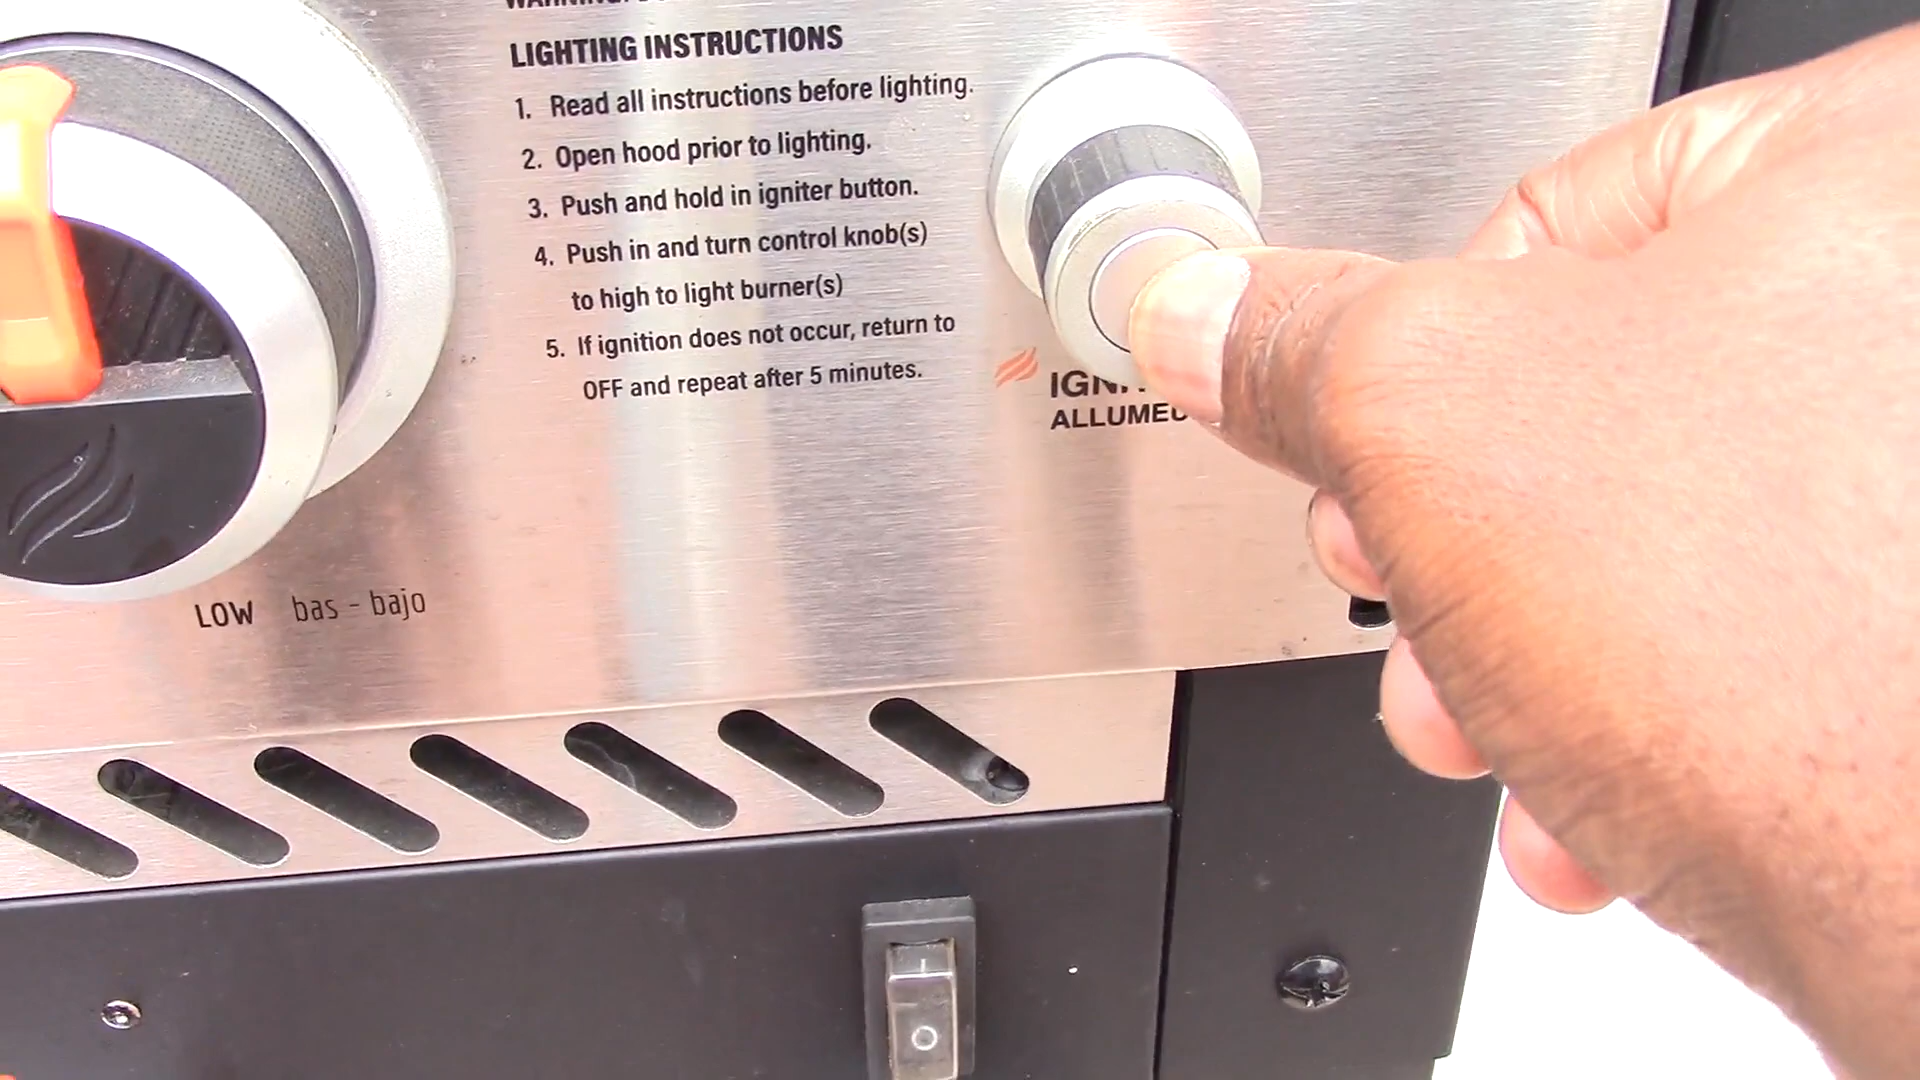 LIGHTING INSTRUCTIONS
1. Read all instructions before lighting.
2. Open hood prior to lighting.
3. Push and hold in igniter button.
4. Push in and turn control knob(s)
to high to light burner(s)
5. If ignition does not occur, return to
OFF and repeat after 5 minutes.
LOW bas - bajo